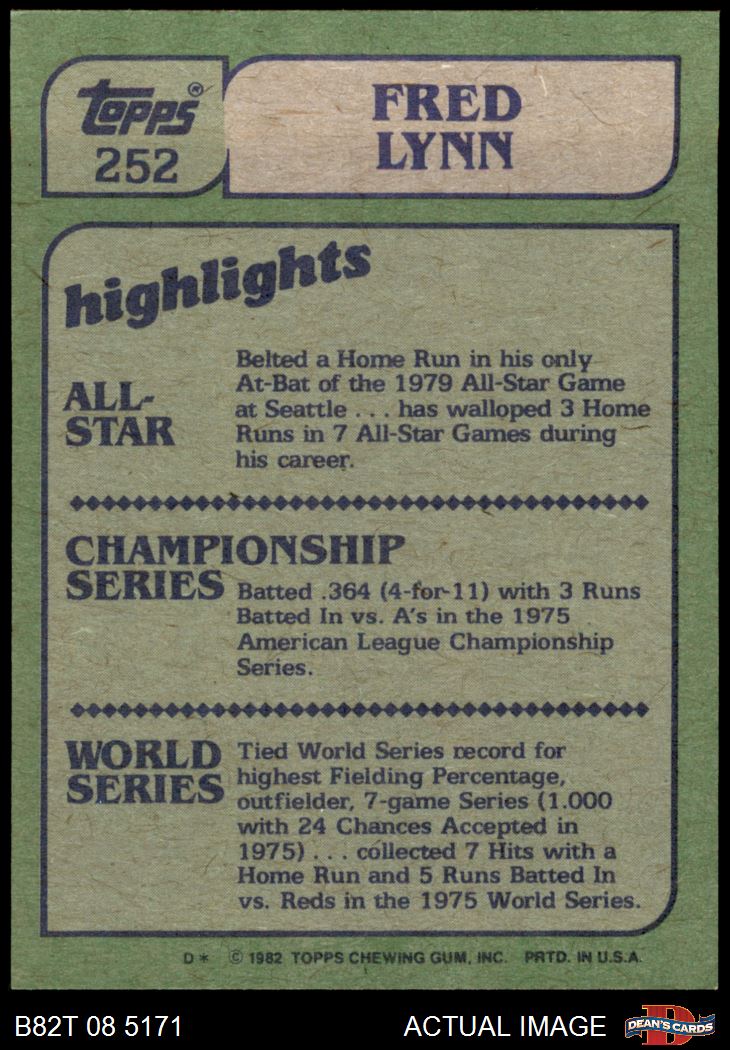 topps®
252
FRED
LYNN
highlights
ALL-
STAR
Belted a Home Run in his only
At-Bat of the 1979 All-Star Game
at Seattle . . . has walloped 3 Home
Runs in 7 All-Star Games during
his career.
CHAMPIONSHIP
SERIES
Batted .364 (4-for-11) with 3 Runs
Batted In vs. A's in the 1975
American League Championship
Series.
WORLD
SERIES
Tied World Series record for
highest Fielding Percentage,
outfielder, 7-game Series (1.000
with 24 Chances Accepted in
1975) . . . collected 7 Hits with a
Home Run and 5 Runs Batted In
vs. Reds in the 1975 World Series.
D* © 1982 TOPPS CHEWING GUM, INC. PRTD. IN U.S.A.
B82T 08 5171
ACTUAL IMAGE
D
DEAN'S CARDS